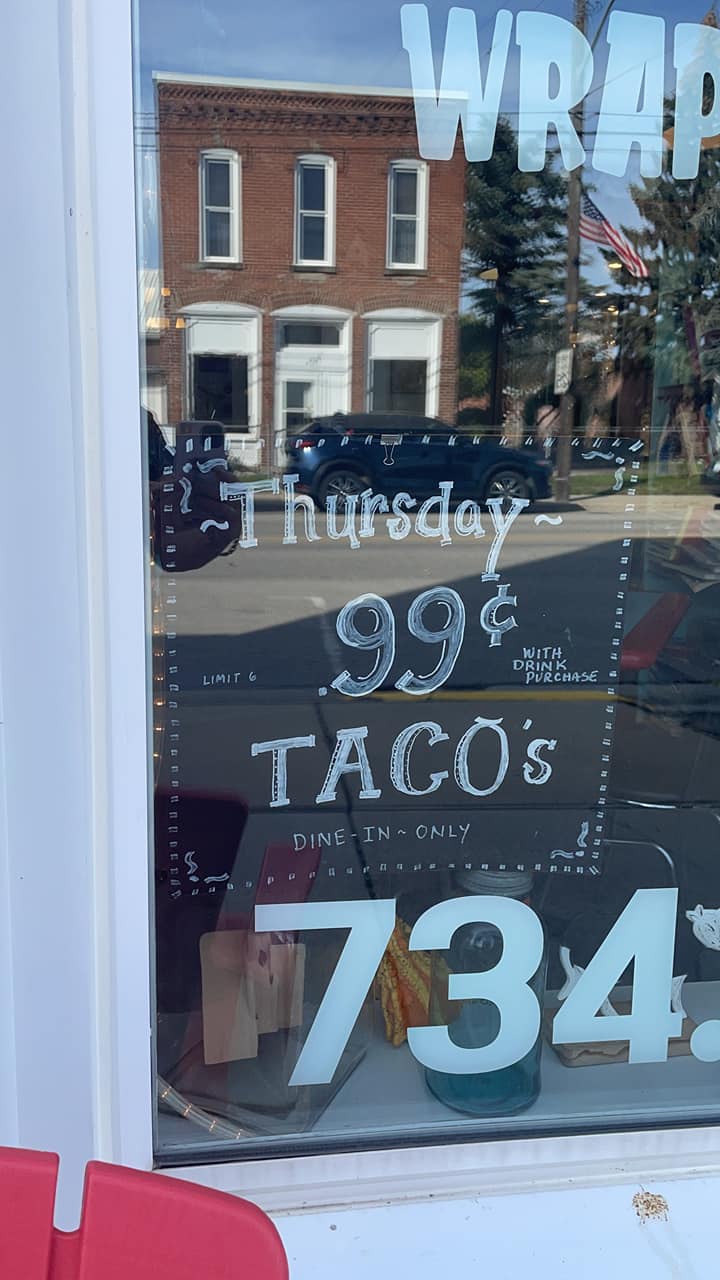 WRAP
~Thursday~
.99¢
WITH
DRINK
PURCHASE
LIMIT 6
TACO's
DINE-IN~ONLY
734.